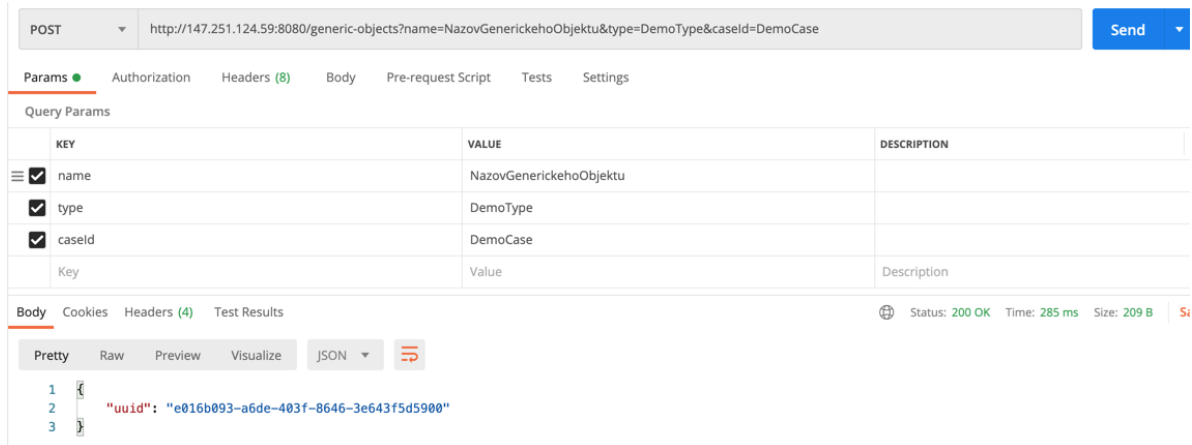 POST http://147.251.124.59:8080/generic-objects?name=NazovGenerickehoObjektu&type=DemoType&caseId=DemoCase Send
Params Authorization Headers (8) Body Pre-request Script Tests Settings
Query Params
KEY VALUE DESCRIPTION
name NazovGenerickehoObjektu
type DemoType
caseId DemoCase
Key Value Description
Body Cookies Headers (4) Test Results Status: 200 OK Time: 285 ms Size: 209 B Sa
Pretty Raw Preview Visualize JSON
1 {
2 "uuid": "e016b093-a6de-403f-8646-3e643f5d5900"
3 }